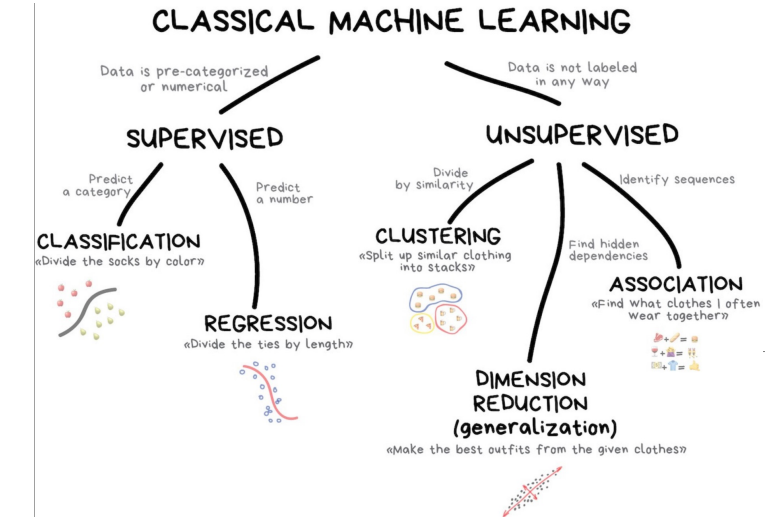 CLASSICAL MACHINE LEARNING
Data is pre-categorized
or numerical
Data is not labeled
in any way
SUPERVISED
UNSUPERVISED
Predict
a category
Predict
a number
Divide
by similarity
Identify sequences
Find hidden
dependencies
CLASSIFICATION
«Divide the socks by color»
REGRESSION
«Divide the ties by length»
CLUSTERING
«Split up similar clothing
into stacks»
ASSOCIATION
«Find what clothes I often
wear together»
DIMENSION
REDUCTION
(generalization)
«Make the best outfits from the given clothes»